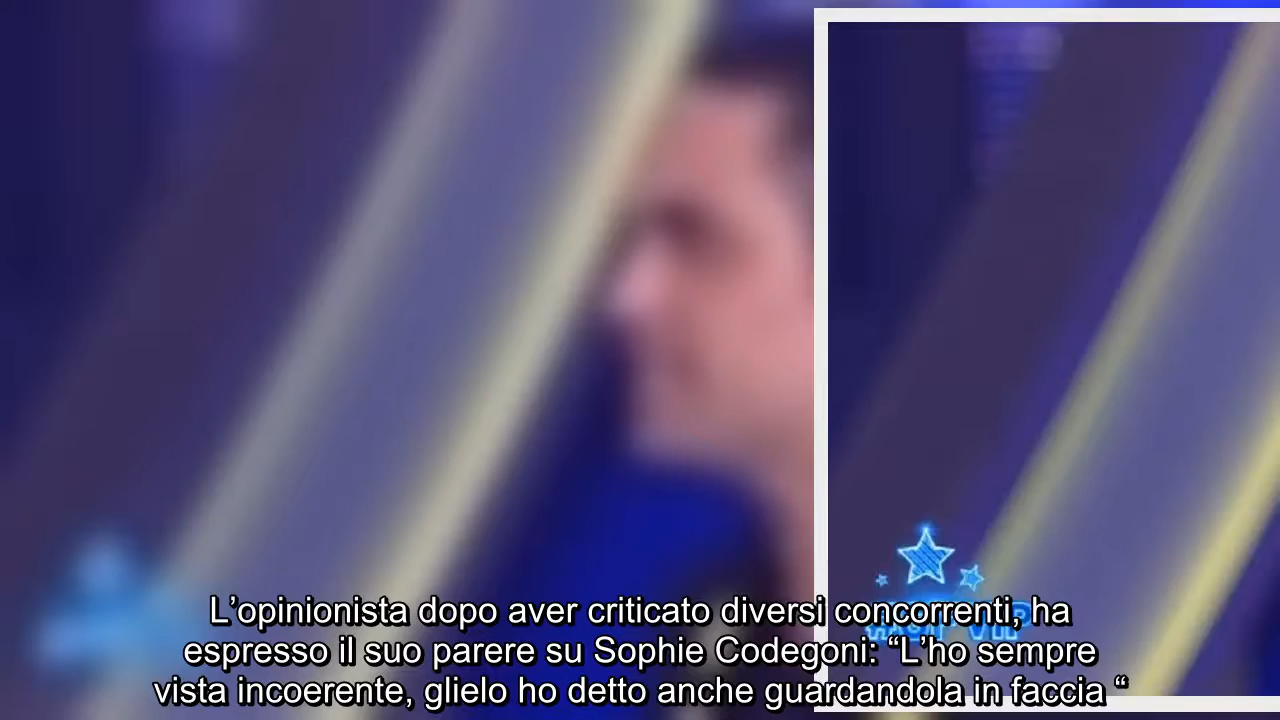 L’opinionista dopo aver criticato diversi concorrenti, ha
espresso il suo parere su Sophie Codegoni: “L’ho sempre
vista incoerente, glielo ho detto anche guardandola in faccia “
VIP